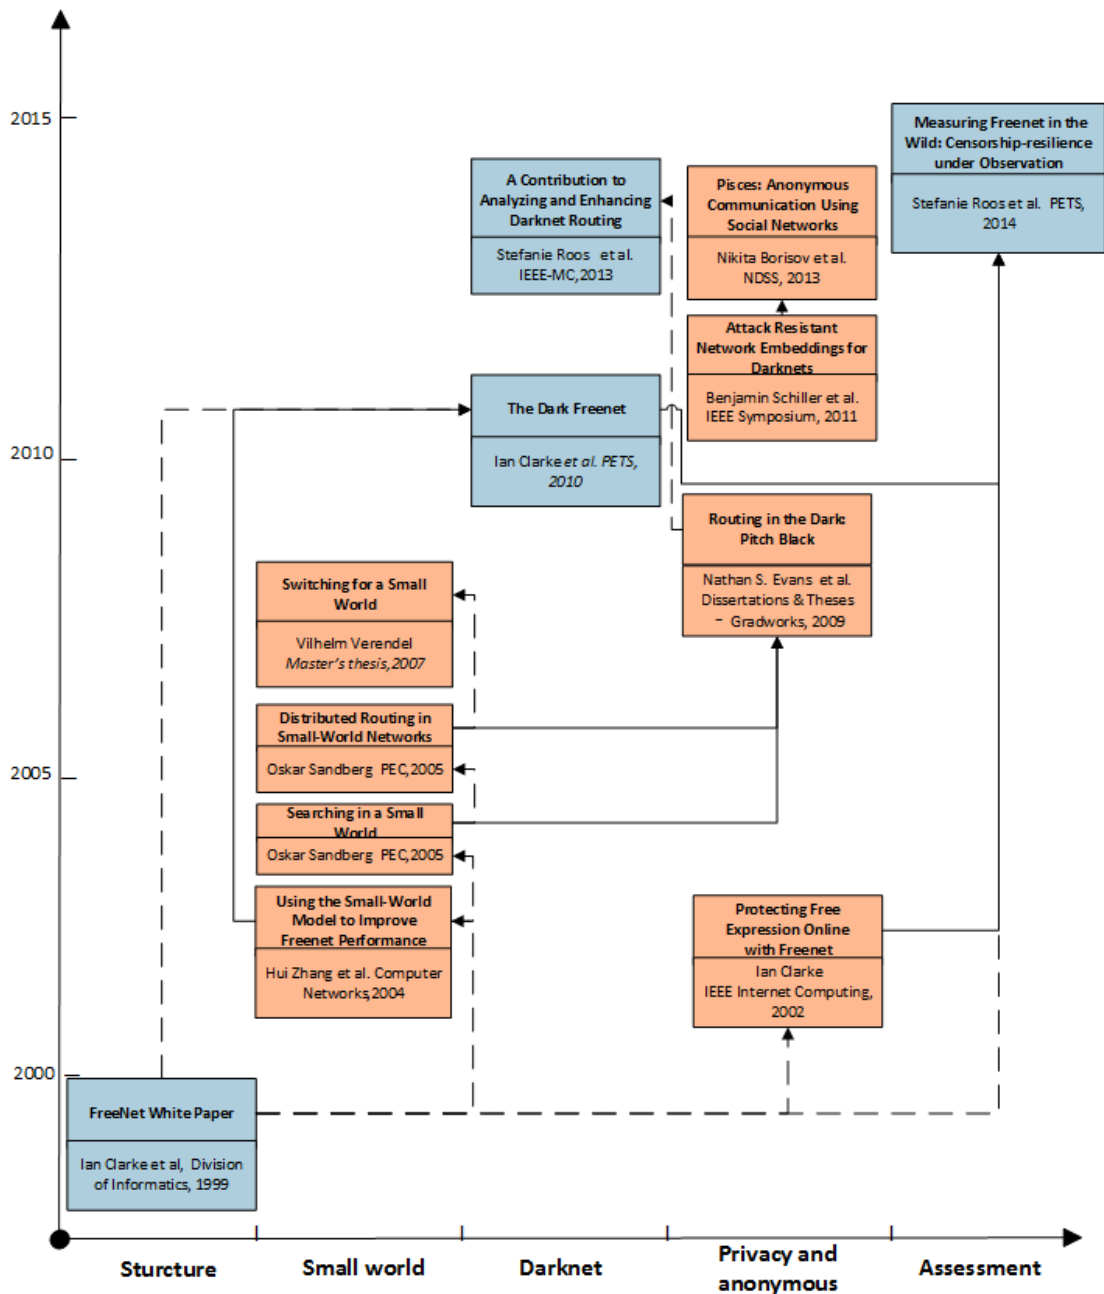 2015
Measuring Freenet in the
Wild: Censorship-resilience
under Observation
Stefanie Roos et al. PETS,
2014
A Contribution to
Analyzing and Enhancing
Darknet Routing
Stefanie Roos et al.
IEEE-MC,2013
Pisces: Anonymous
Communication Using
Social Networks
Nikita Borisov et al.
NDSS, 2013
Attack Resistant
Network Embeddings for
Darknets
Benjamin Schiller et al.
IEEE Symposium, 2011
The Dark Freenet
Ian Clarke et al. PETS,
2010
2010
Routing in the Dark:
Pitch Black
Nathan S. Evans et al.
Dissertations & Theses
– Gradworks, 2009
Switching for a Small
World
Vilhelm Verendel
Master's thesis,2007
Distributed Routing in
Small-World Networks
Oskar Sandberg PEC,2005
2005
Searching in a Small
World
Oskar Sandberg PEC,2005
Using the Small-World
Model to Improve
Freenet Performance
Hui Zhang et al. Computer
Networks,2004
Protecting Free
Expression Online
with Freenet
Ian Clarke
IEEE Internet Computing,
2002
2000
FreeNet White Paper
Ian Clarke et al, Division
of Informatics, 1999
Sturcture
Small world
Darknet
Privacy and
anonymous
Assessment